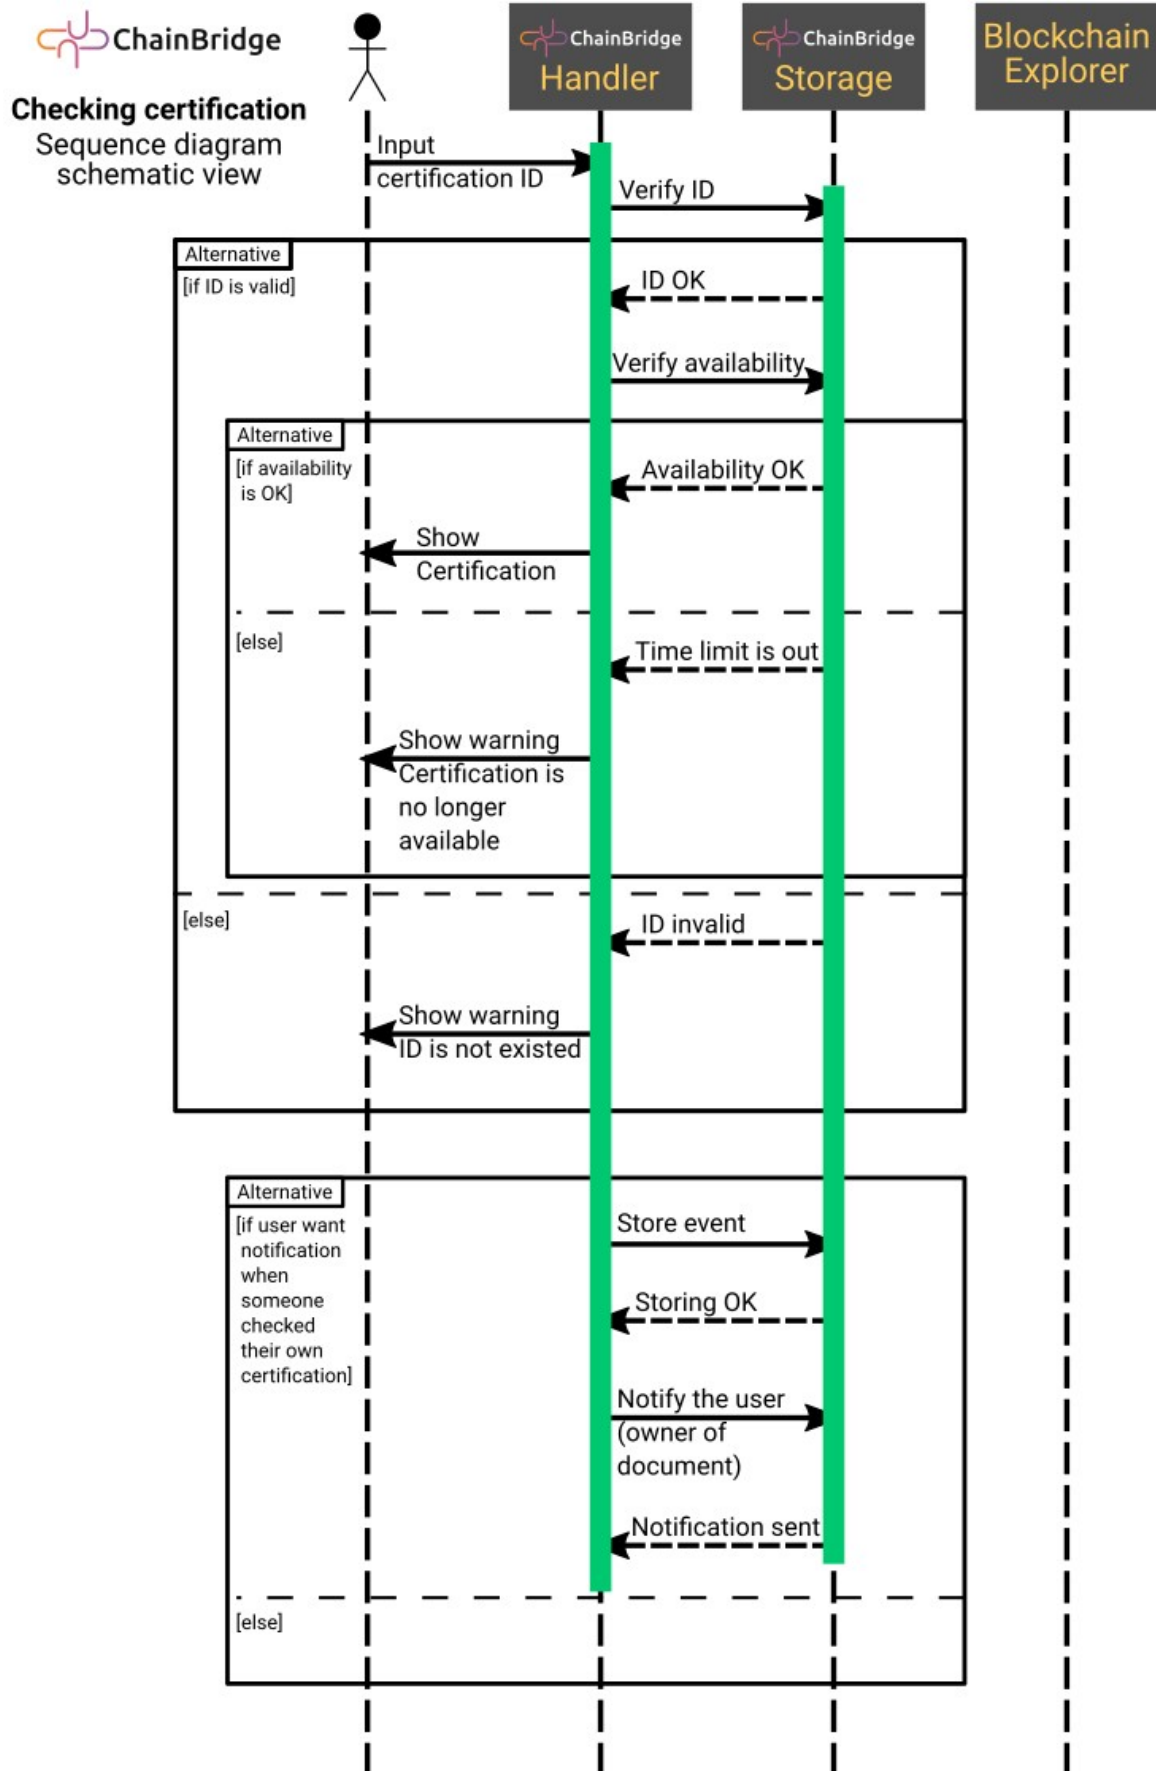 ChainBridge
Checking certification
Sequence diagram
schematic view
ChainBridge
Handler
ChainBridge
Storage
Blockchain
Explorer
Input
certification ID
Verify ID
Alternative
[if ID is valid]
ID OK
Verify availability
Alternative
[if availability
is OK]
Availability OK
Show
Certification
[else]
Time limit is out
Show warning
Certification is
no longer
available
[else]
ID invalid
Show warning
ID is not existed
Alternative
[if user want
notification
when
someone
checked
their own
certification]
Store event
Storing OK
Notify the user
(owner of
document)
Notification sent
[else]